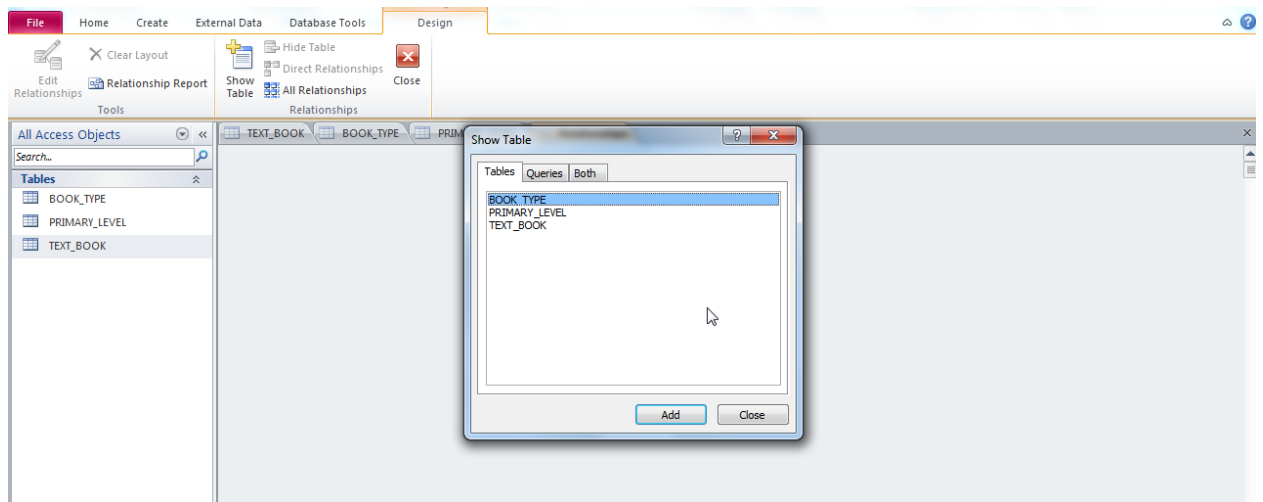 File Home Create External Data Database Tools Design
Edit Relationships
Clear Layout
Relationship Report
Tools
Show Table
Hide Table
Direct Relationships
All Relationships
Close
Relationships
All Access Objects
Search...
Tables
BOOK_TYPE
PRIMARY_LEVEL
TEXT_BOOK
TEXT_BOOK BOOK_TYPE PRIM
Show Table
Tables Queries Both
BOOK_TYPE
PRIMARY_LEVEL
TEXT_BOOK
Add Close